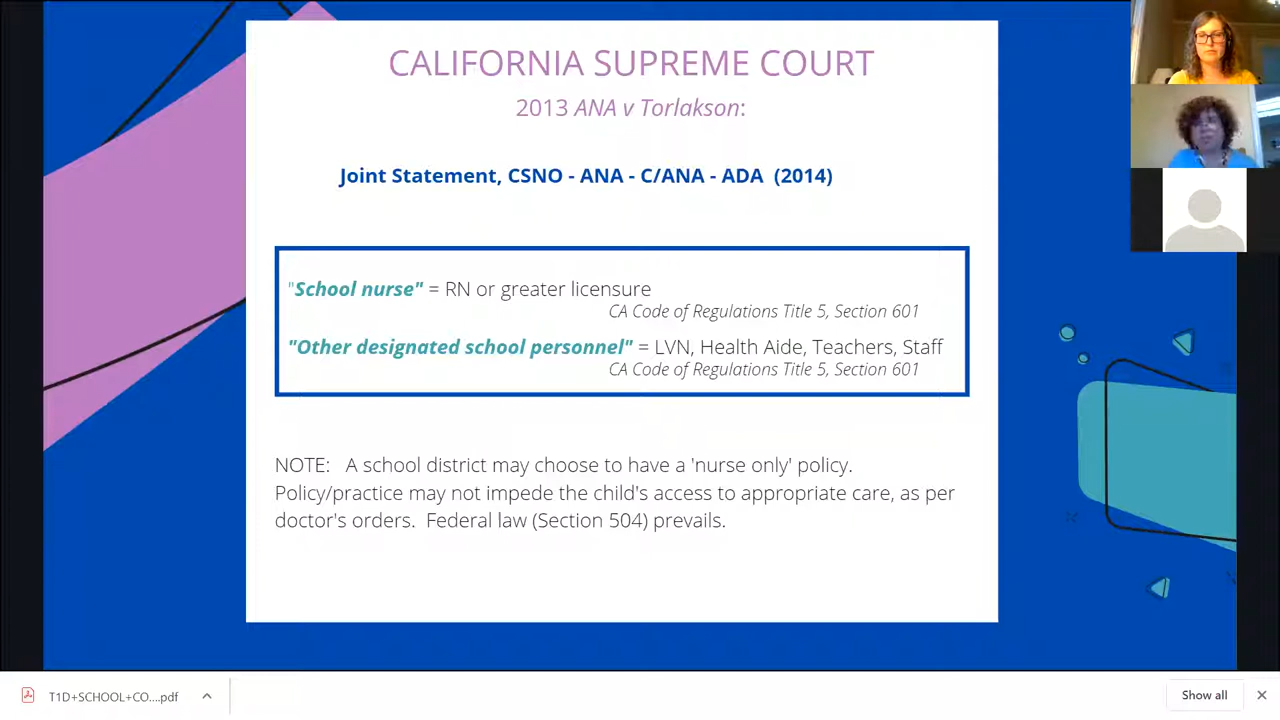 CALIFORNIA SUPREME COURT
2013 ANA v Torlakson:
Joint Statement, CSNO - ANA - C/ANA - ADA (2014)
"School nurse" = RN or greater licensure
CA Code of Regulations Title 5, Section 601
"Other designated school personnel" = LVN, Health Aide, Teachers, Staff
CA Code of Regulations Title 5, Section 601
NOTE: A school district may choose to have a 'nurse only' policy.
Policy/practice may not impede the child's access to appropriate care, as per
doctor's orders. Federal law (Section 504) prevails.
T1D+SCHOOL+CO....pdf
Show all